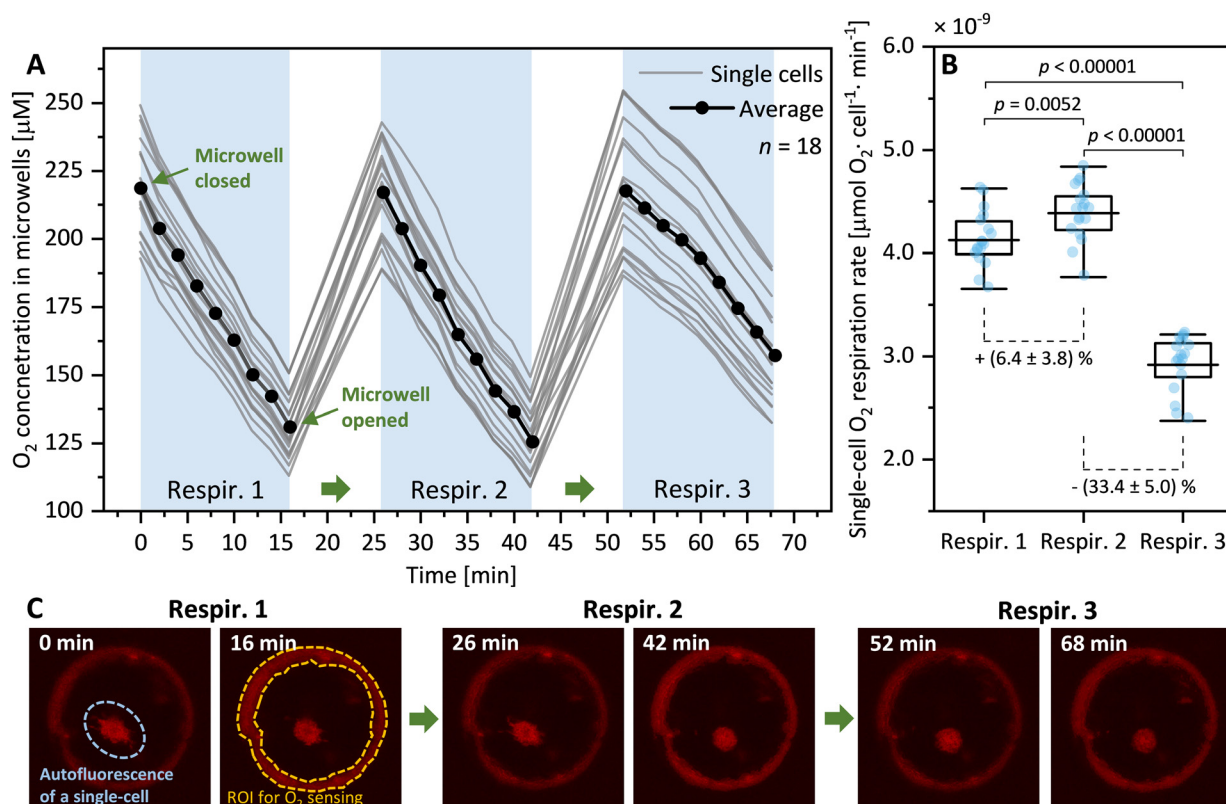 A
O₂ concnetration in microwells [μM]
250
225
200
175
150
125
100
Microwell
closed
Single cells
Average
n = 18
Microwell
opened
Respir. 1
Respir. 2
Respir. 3
0 5 10 15 20 25 30 35 40 45 50 55 60 65 70
Time [min]
× 10⁻⁹
B
Single-cell O₂ respiration rate [μmol O₂· cell⁻¹· min⁻¹]
6.0
5.0
4.0
3.0
2.0
p < 0.00001
p = 0.0052
p < 0.00001
+ (6.4 ± 3.8) %
- (33.4 ± 5.0) %
Respir. 1 Respir. 2 Respir. 3
C
Respir. 1
Respir. 2
Respir. 3
0 min
16 min
26 min
42 min
52 min
68 min
Autofluorescence
of a single-cell
ROI for O₂ sensing